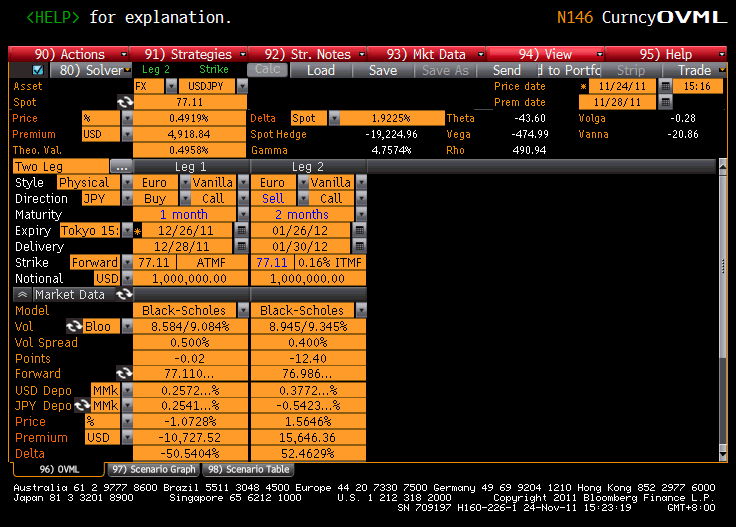 <HELP> for explanation. N146 Curncy OVML
90) Actions 91) Strategies 92) Str. Notes 93) Mkt Data 94) View 95) Help
80) Solver Leg 2 Strike Calc Load Save Save As Send d to Portfo Strip Trade
Asset FX USDJPY Price date * 11/24/11 15:16
Spot 77.11 Prem date 11/28/11
Price % 0.4919% Delta Spot 1.9225% Theta -43.60 Volga -0.28
Premium USD 4,918.84 Spot Hedge -19,224.96 Vega -474.99 Vanna -20.86
Theo. Val. 0.4958% Gamma 4.7574% Rho 490.94
Two Leg ... Leg 1 Leg 2
Style Physical Euro Vanilla Euro Vanilla
Direction JPY Buy Call Sell Call
Maturity 1 month 2 months
Expiry Tokyo 15: * 12/26/11 01/26/12
Delivery 12/28/11 01/30/12
Strike Forward 77.11 ATMF 77.11 0.16% ITMF
Notional USD 1,000,000.00 1,000,000.00
Market Data
Model Black-Scholes Black-Scholes
Vol Bloo 8.584/9.084% 8.945/9.345%
Vol Spread 0.500% 0.400%
Points -0.02 -12.40
Forward 77.110... 76.986...
USD Depo MMk 0.2572...% 0.3772...%
JPY Depo MMk 0.2541...% -0.5423...%
Price % -1.0728% 1.5646%
Premium USD -10,727.52 15,646.36
Delta -50.5404% 52.4629%
96) OVML 97) Scenario Graph 98) Scenario Table
Australia 61 2 9777 8600 Brazil 5511 3048 4500 Europe 44 20 7330 7500 Germany 49 69 9204 1210 Hong Kong 852 2977 6000
Japan 81 3 3201 8900 Singapore 65 6212 1000 U.S. 1 212 318 2000 Copyright 2011 Bloomberg Finance L.P.
SN 709197 H160-226-1 24-Nov-11 15:23:19 GMT+8:00